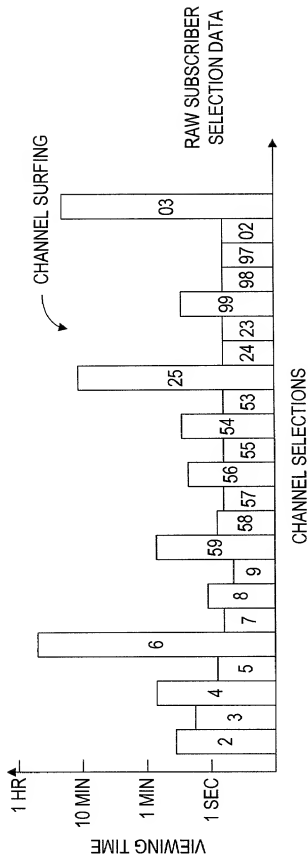 1 HR
10 MIN
1 MIN
1 SEC
VIEWING TIME
CHANNEL SURFING
RAW SUBSCRIBER
SELECTION DATA
2 3 4 5 6 7 8 9 59 58 57 56 55 54 53 25 24 23 99 98 97 02 03
CHANNEL SELECTIONS